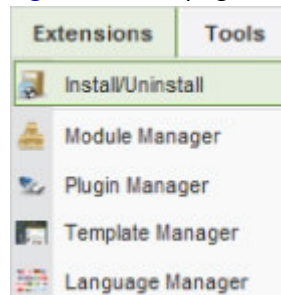 Extensions Tools
Install/Uninstall
Module Manager
Plugin Manager
Template Manager
Language Manager